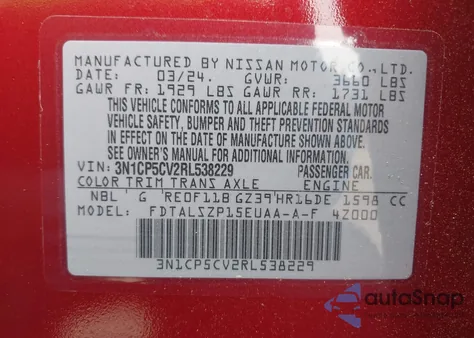 MANUFACTURED BY NISSAN MOTOR CO., LTD.
DATE: 03/24. GVWR: 3660 LBS
GAWR FR: 1929 LBS GAWR RR: 1731 LBS
THIS VEHICLE CONFORMS TO ALL APPLICABLE FEDERAL MOTOR
VEHICLE SAFETY, BUMPER AND THEFT PREVENTION STANDARDS
IN EFFECT ON THE DATE OF MANUFACTURE SHOWN ABOVE.
SEE OWNER'S MANUAL FOR ADDITIONAL INFORMATION
VIN: 3N1CP5CV2RL538229 PASSENGER CAR.
COLOR TRIM TRANS AXLE ENGINE
NBL ' G 'RE0F11B GZ39'HR16DE 1598 CC
MODEL: FDTALSZP15EUAA-A-F 4Z000
3N1CP5CV2RL538229
autoSnap